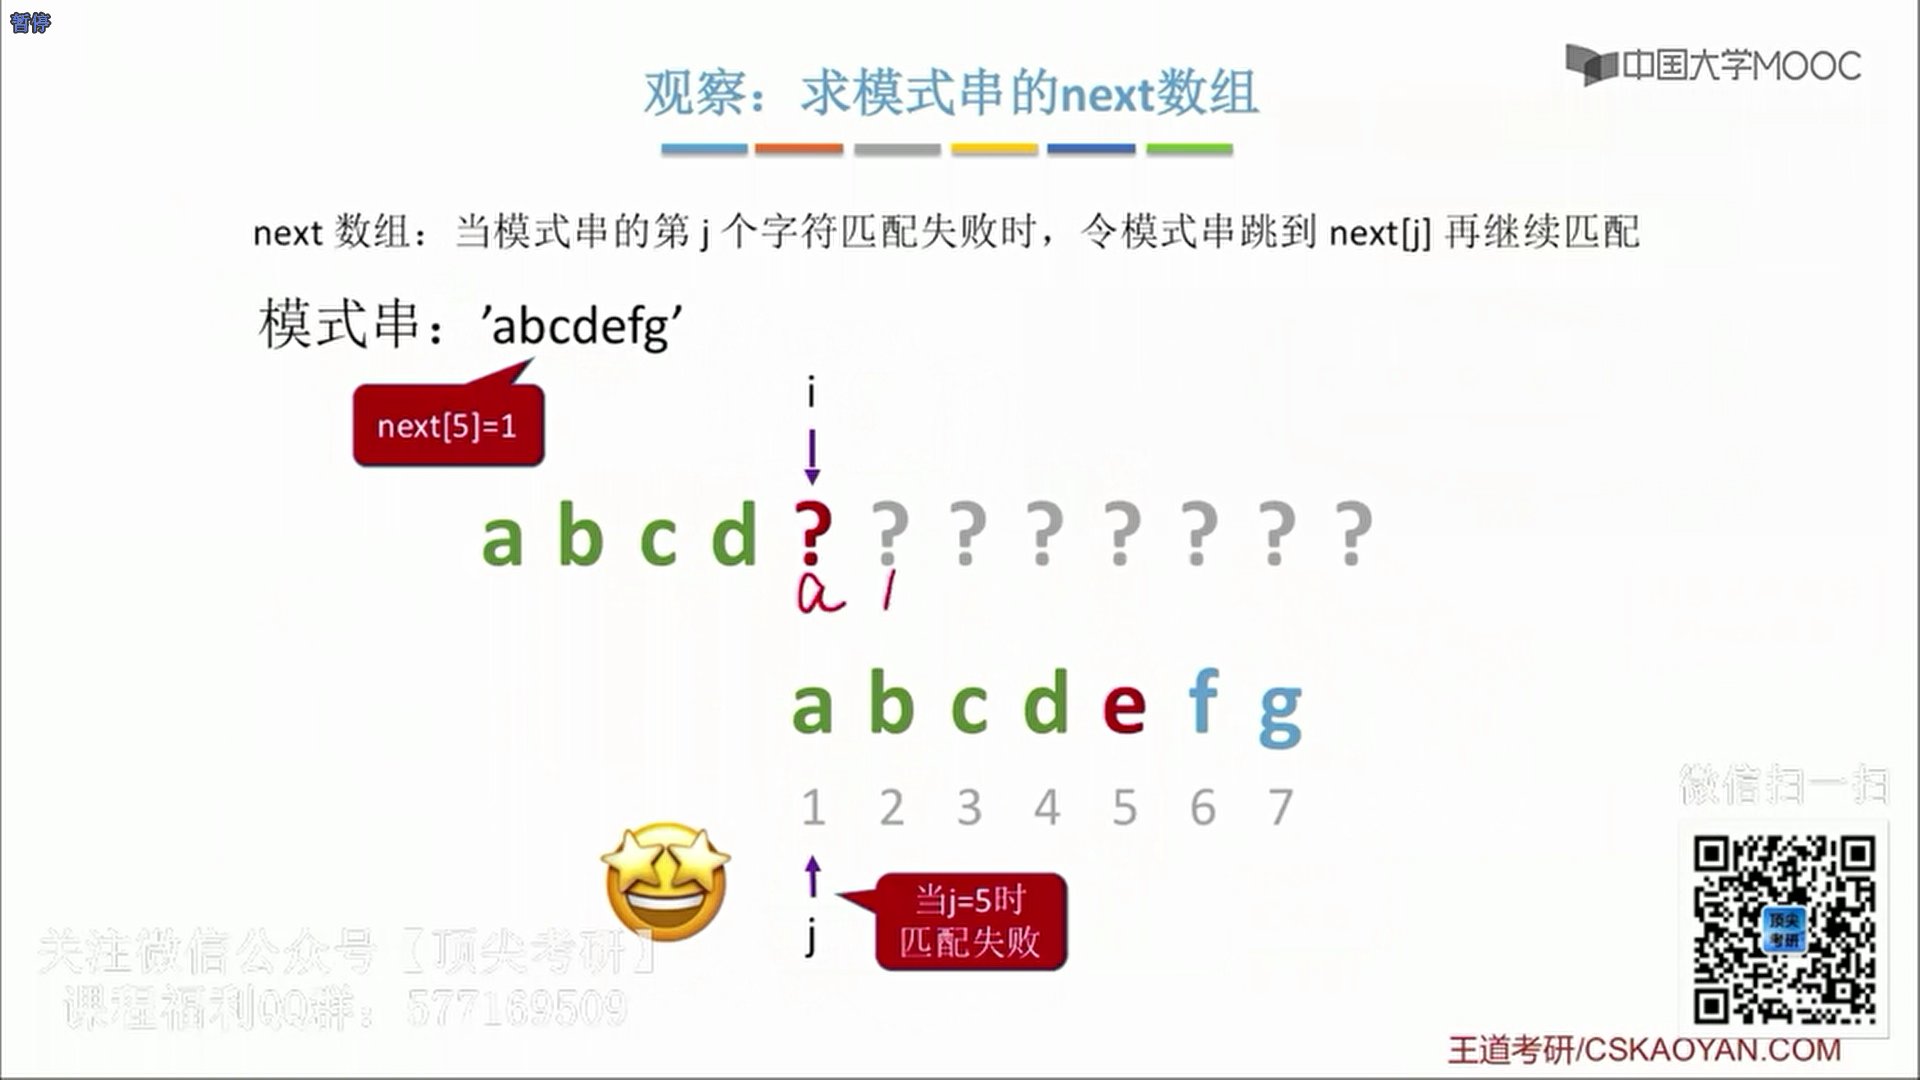 暂停
中国大学MOOC
观察：求模式串的next数组
next 数组：当模式串的第 j 个字符匹配失败时，令模式串跳到 next[j] 再继续匹配
模式串：'abcdefg'
next[5]=1
i
a b c d ? ? ? ? ? ? ? ?
a
a b c d e f g
1 2 3 4 5 6 7
j
当j=5时
匹配失败
微信扫一扫
顶尖
考研
关注微信公众号【顶尖考研】
课程福利QQ群：577169509
王道考研/CSKAOYAN.COM